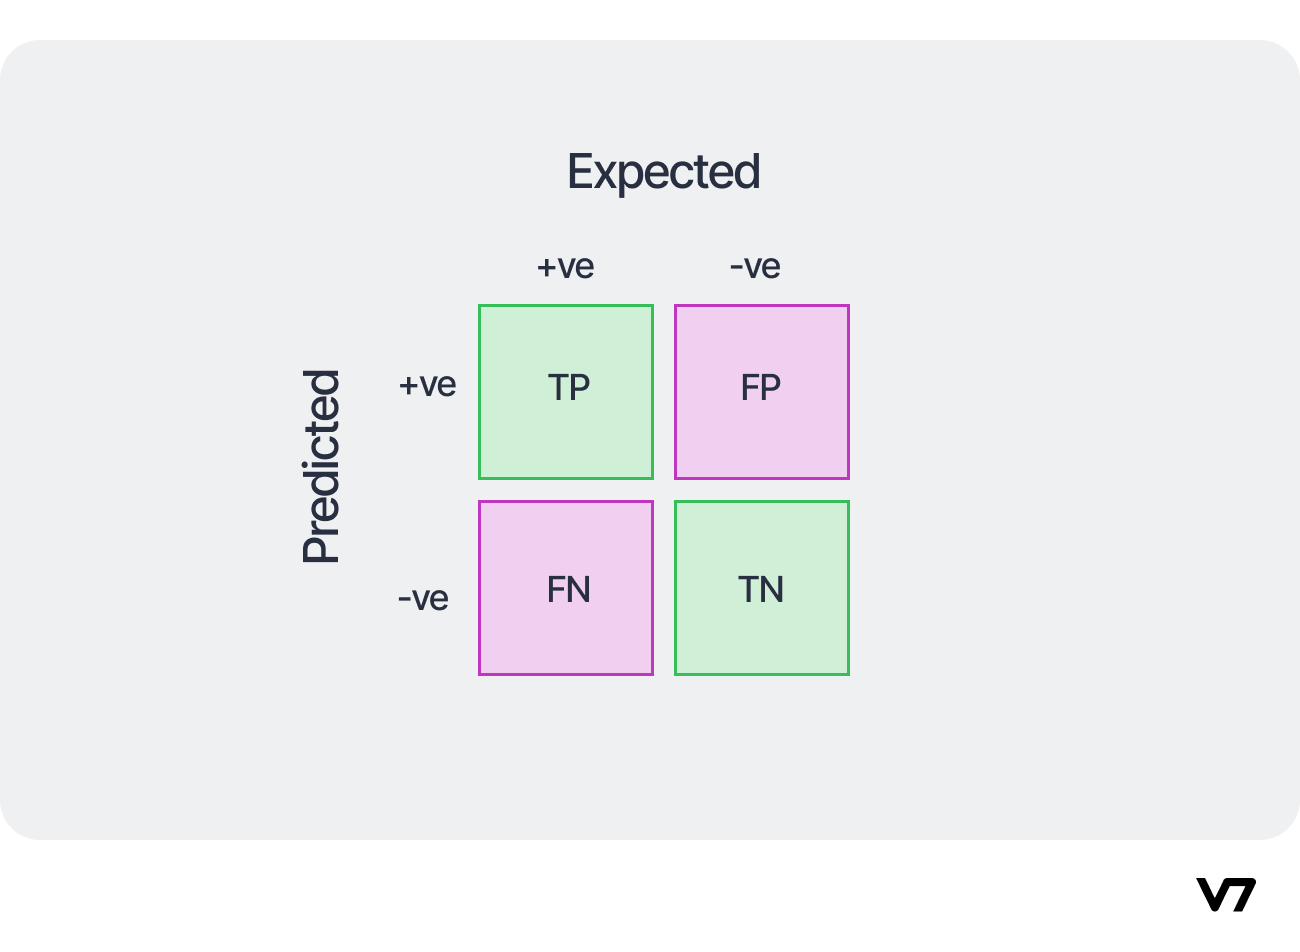 Expected
+ve -ve
Predicted
+ve TP FP
-ve FN TN
V7